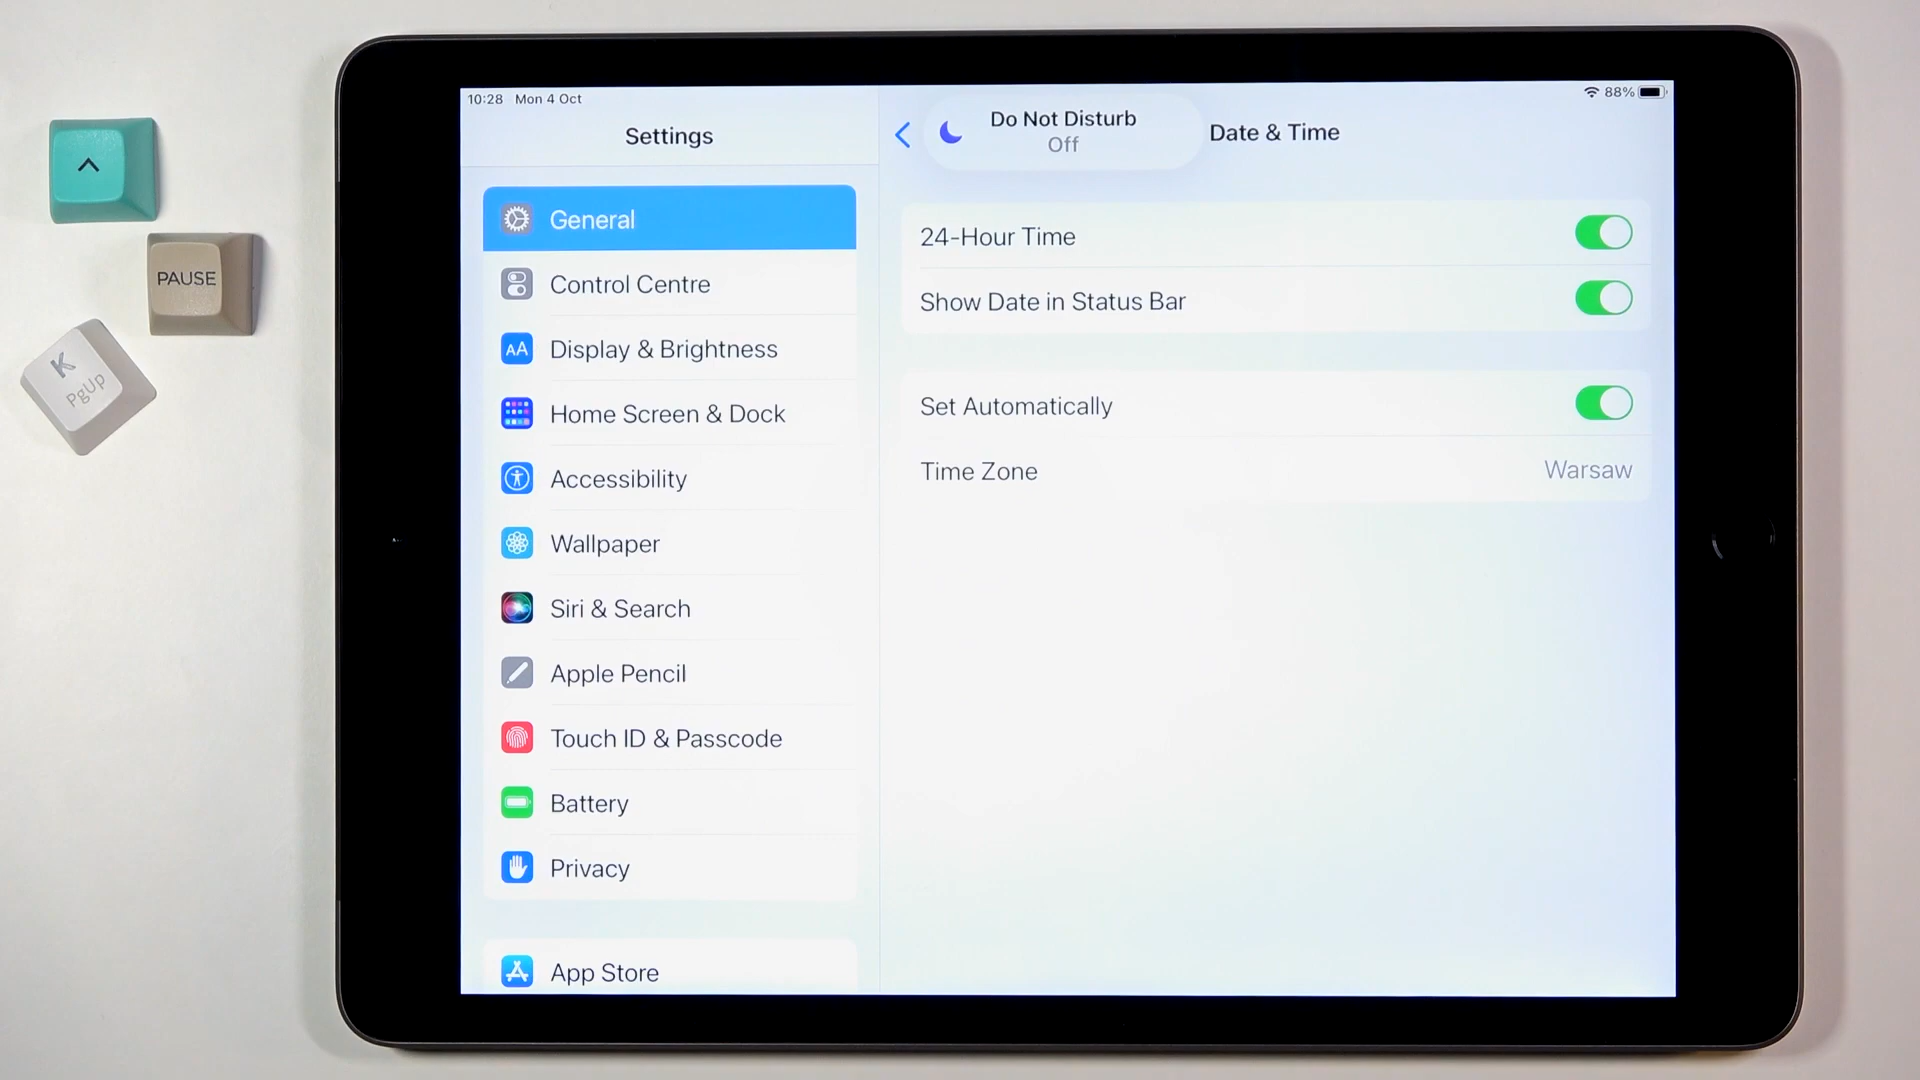 ^
PAUSE
K
PgUp
10:28 Mon 4 Oct
88%
Settings
General
Control Centre
AA
Display & Brightness
Home Screen & Dock
Accessibility
Wallpaper
Siri & Search
Apple Pencil
Touch ID & Passcode
Battery
Privacy
App Store
Do Not Disturb
Off
Date & Time
24-Hour Time
Show Date in Status Bar
Set Automatically
Time Zone Warsaw